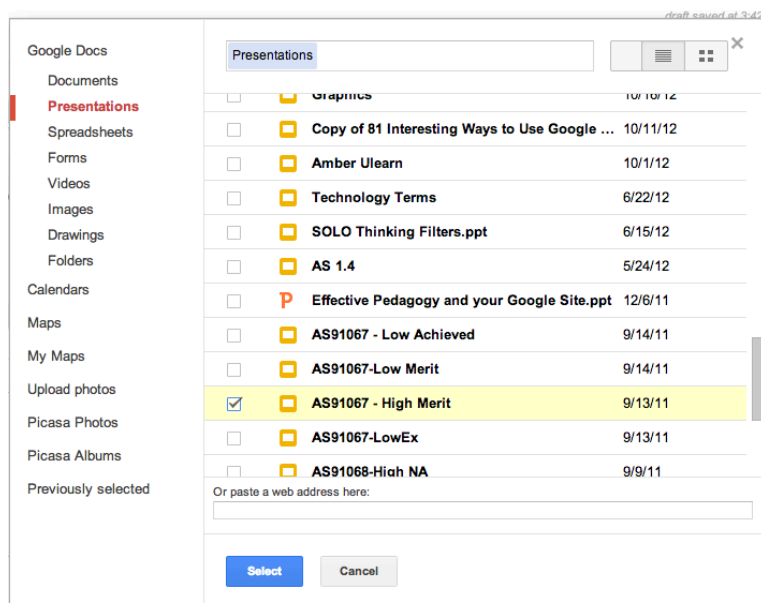 draft saved at 3:42
Google Docs
Documents
Presentations
Spreadsheets
Forms
Videos
Images
Drawings
Folders
Calendars
Maps
My Maps
Upload photos
Picasa Photos
Picasa Albums
Previously selected
Presentations
Graphics 10/16/12
Copy of 81 Interesting Ways to Use Google ... 10/11/12
Amber Ulearn 10/1/12
Technology Terms 6/22/12
SOLO Thinking Filters.ppt 6/15/12
AS 1.4 5/24/12
P Effective Pedagogy and your Google Site.ppt 12/6/11
AS91067 - Low Achieved 9/14/11
AS91067-Low Merit 9/14/11
AS91067 - High Merit 9/13/11
AS91067-LowEx 9/13/11
AS91068-High NA 9/9/11
Or paste a web address here:
Select Cancel